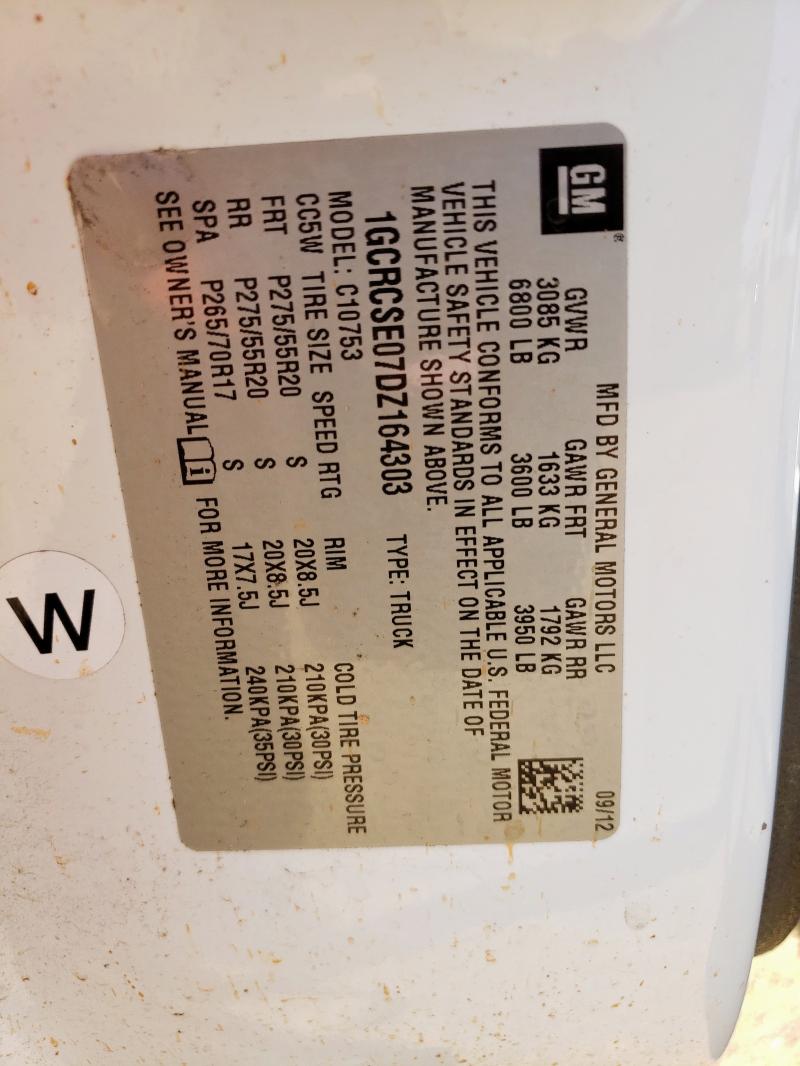 GM®
MFD BY GENERAL MOTORS LLC 09/12
GVWR GAWR FRT GAWR RR
3085 KG 1633 KG 1792 KG
6800 LB 3600 LB 3950 LB
THIS VEHICLE CONFORMS TO ALL APPLICABLE U.S. FEDERAL MOTOR
VEHICLE SAFETY STANDARDS IN EFFECT ON THE DATE OF
MANUFACTURE SHOWN ABOVE.
1GCRCSE07DZ164303 TYPE: TRUCK
MODEL: C10753
CC5W TIRE SIZE SPEED RTG RIM COLD TIRE PRESSURE
FRT P275/55R20 S 20X8.5J 210KPA(30PSI)
RR P275/55R20 S 20X8.5J 210KPA(30PSI)
SPA P265/70R17 S 17X7.5J 240KPA(35PSI)
SEE OWNER'S MANUAL i FOR MORE INFORMATION.
W